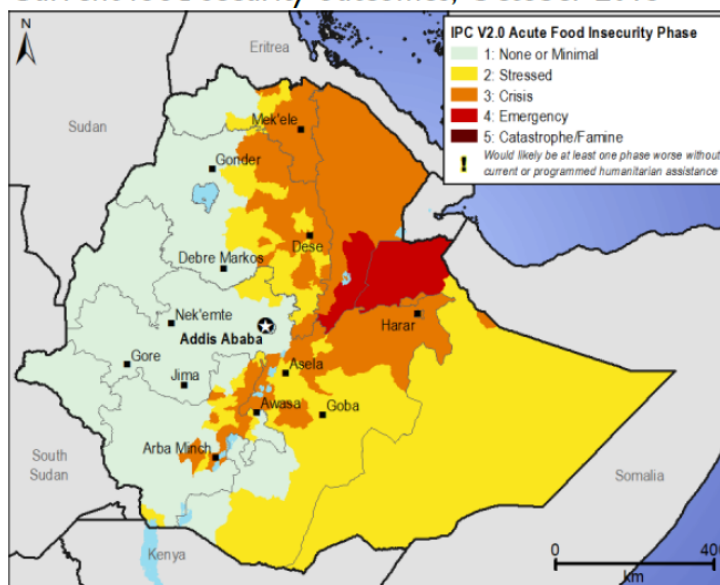 N
IPC V2.0 Acute Food Insecurity Phase
1: None or Minimal
2: Stressed
3: Crisis
4: Emergency
5: Catastrophe/Famine
! Would likely be at least one phase worse without
current or programmed humanitarian assistance
Eritrea
Sudan
Mek'ele
Gonder
Dese
Debre Markos
Nek'emte
Addis Ababa
Harar
Gore
Asela
Jima
Awasa
Goba
Arba Minch
South
Sudan
Somalia
Kenya
0 400
km